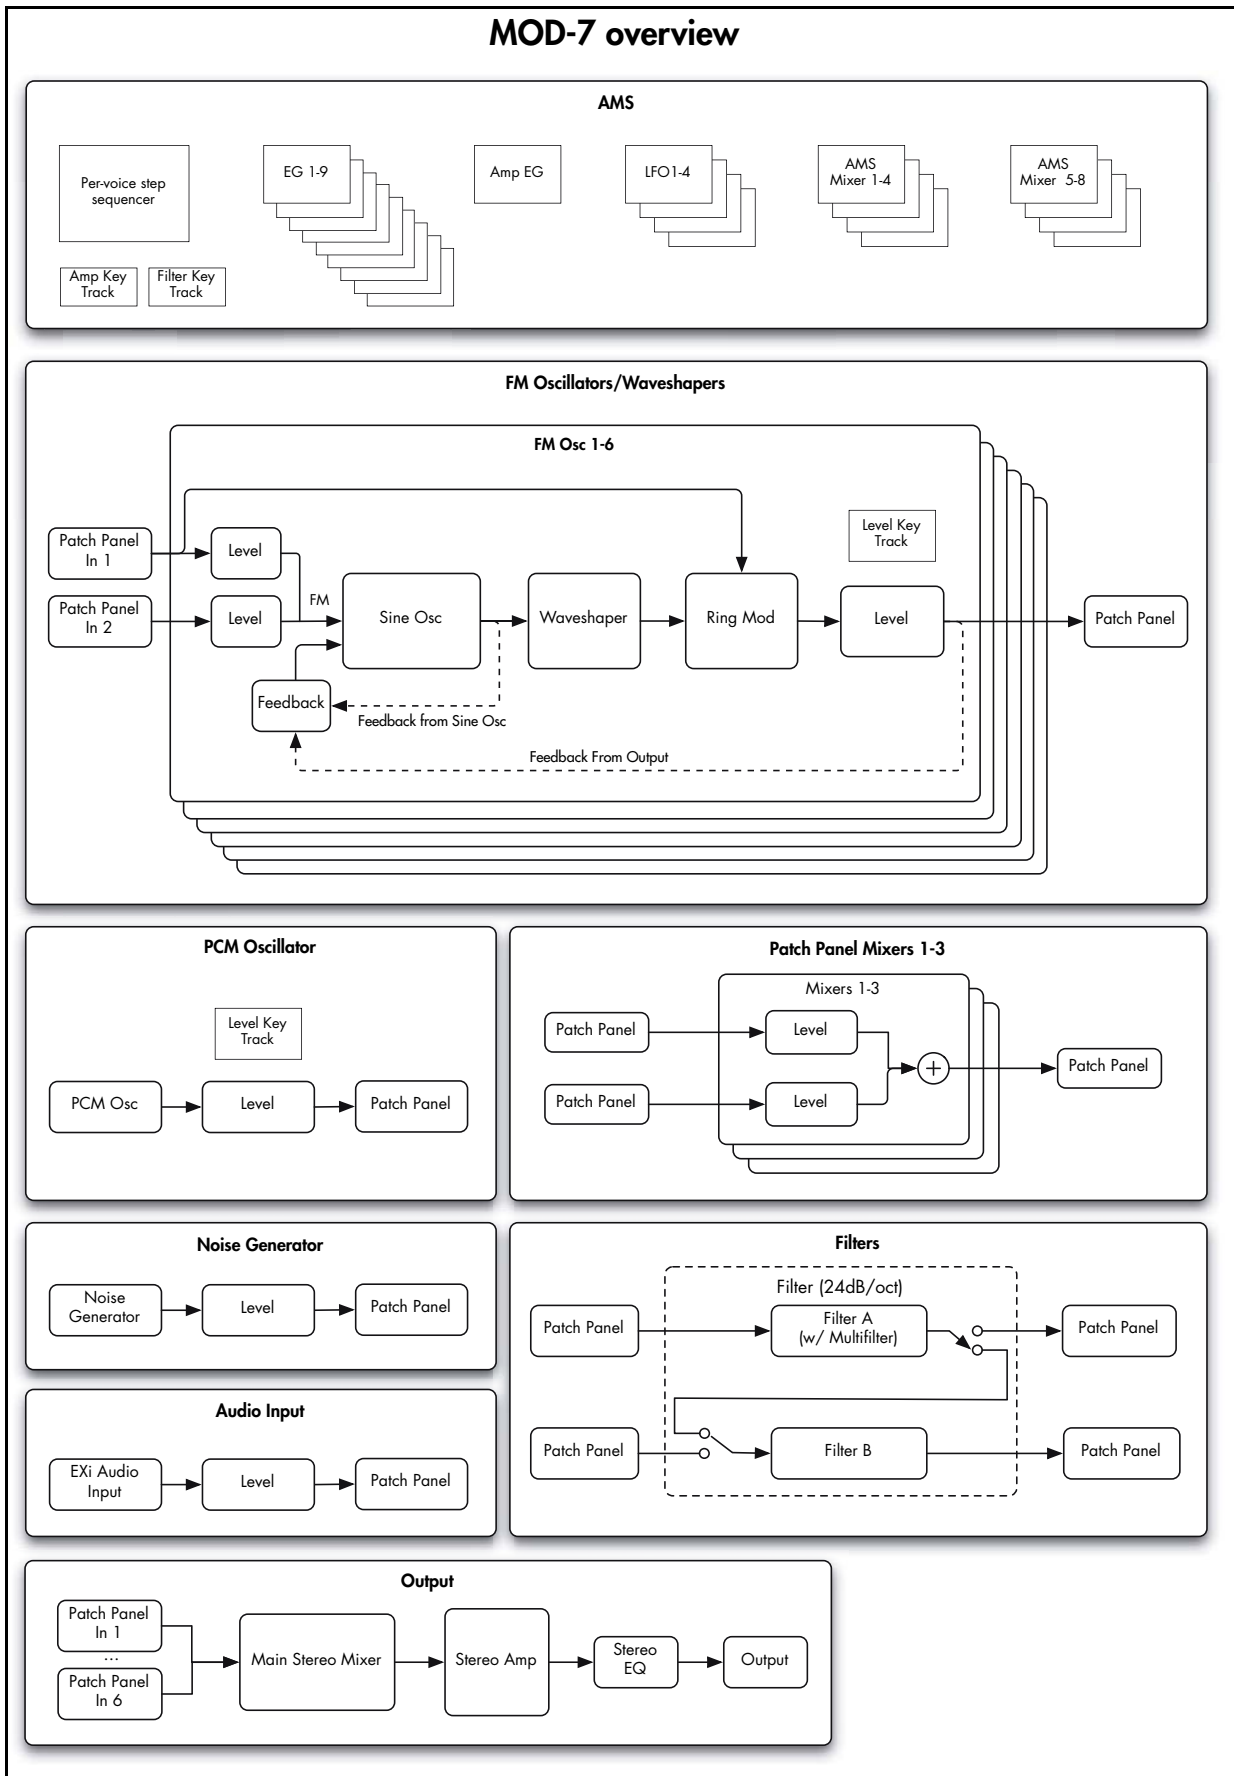 MOD-7 overview
AMS
Per-voice step
sequencer
EG 1-9
Amp EG
LFO1-4
AMS
Mixer 1-4
AMS
Mixer 5-8
Amp Key
Track
Filter Key
Track
FM Oscillators/Waveshapers
FM Osc 1-6
Patch Panel
In 1
Level
Level Key
Track
Patch Panel
In 2
Level
FM
Sine Osc
Waveshaper
Ring Mod
Level
Patch Panel
Feedback
Feedback from Sine Osc
Feedback From Output
PCM Oscillator
Level Key
Track
PCM Osc
Level
Patch Panel
Patch Panel Mixers 1-3
Mixers 1-3
Patch Panel
Level
Patch Panel
Level
+
Patch Panel
Noise Generator
Noise
Generator
Level
Patch Panel
Filters
Filter (24dB/oct)
Patch Panel
Filter A
(w/ Multifilter)
Patch Panel
Patch Panel
Filter B
Patch Panel
Audio Input
EXi Audio
Input
Level
Patch Panel
Output
Patch Panel
In 1
...
Patch Panel
In 6
Main Stereo Mixer
Stereo Amp
Stereo
EQ
Output